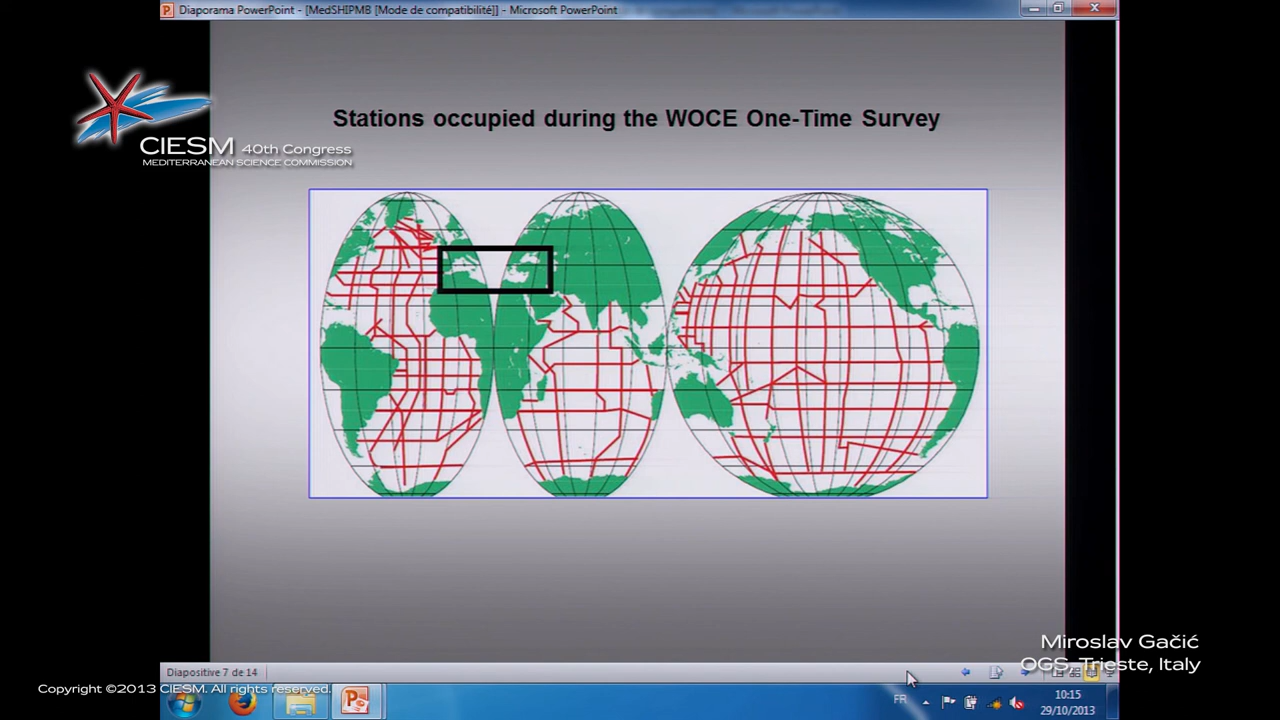 Diaporama PowerPoint - [MedSHIPMB [Mode de compatibilité]] - Microsoft PowerPoint
CIESM 40th Congress
MEDITERRANEAN SCIENCE COMMISSION
Stations occupied during the WOCE One-Time Survey
Miroslav Gačić
OGS, Trieste, Italy
Diapositive 7 de 14
Copyright ©2013 CIESM. All rights reserved.
FR
10:15
29/10/2013